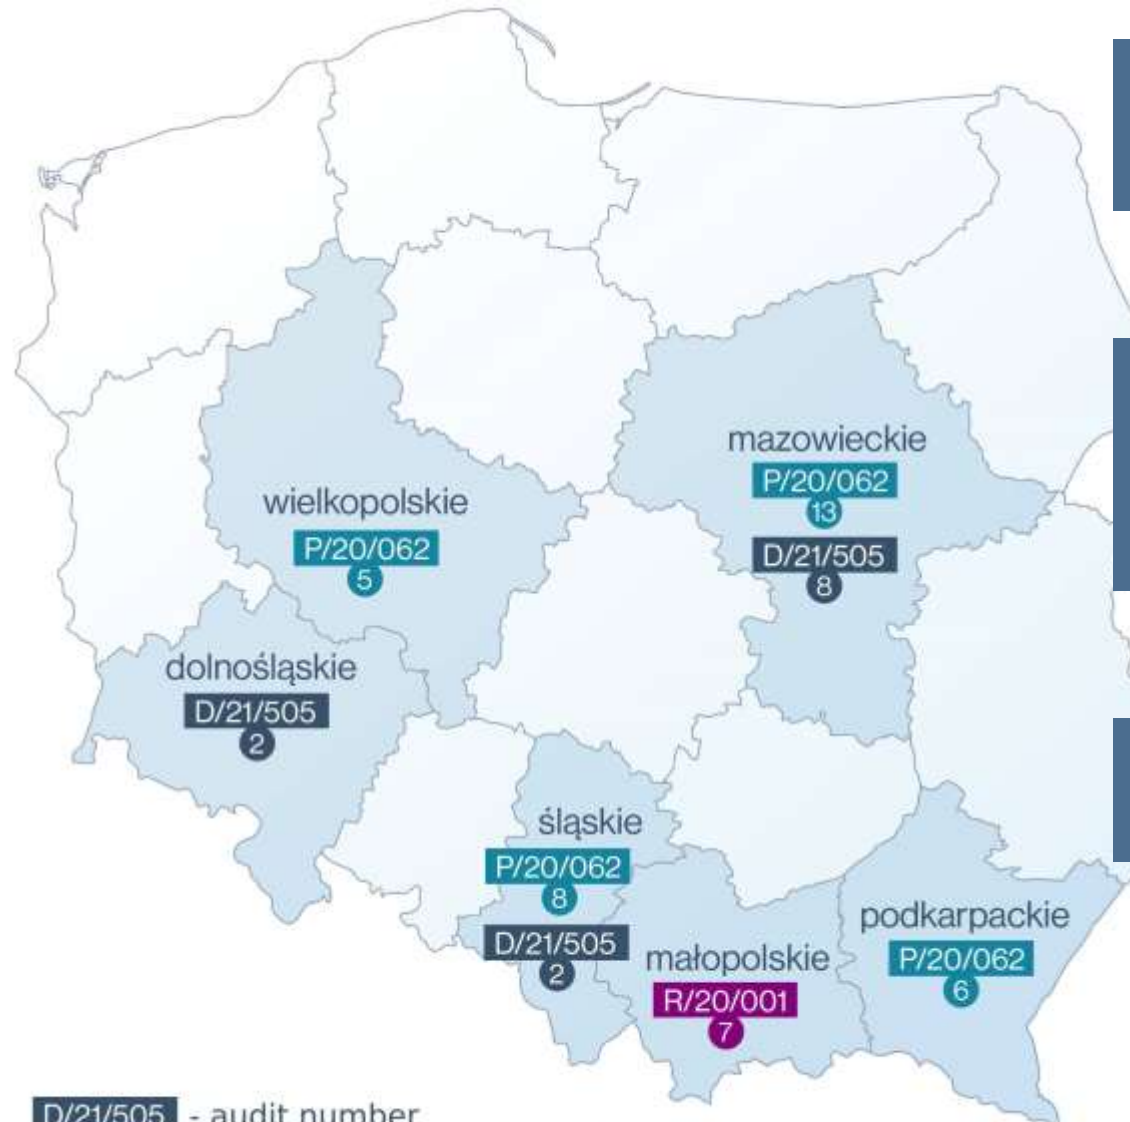 mazowieckie
P/20/062
13
D/21/505
8
wielkopolskie
P/20/062
5
dolnośląskie
D/21/505
2
śląskie
P/20/062
8
D/21/505
2
małopolskie
R/20/001
7
podkarpackie
P/20/062
6
D/21/505 - audit number